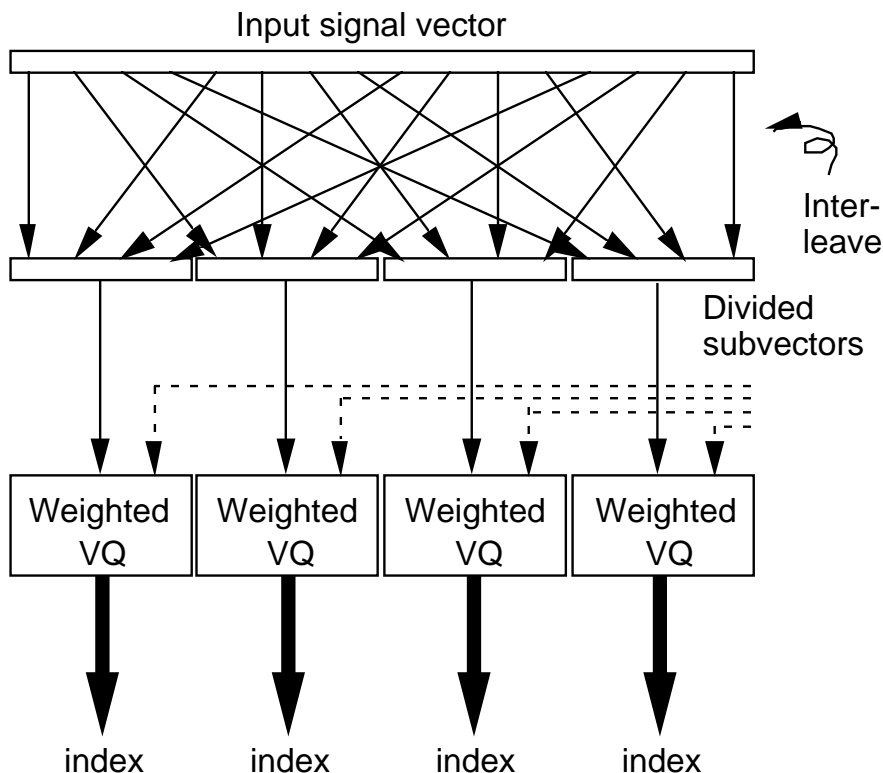 Input signal vector
Inter-
leave
Divided
subvectors
Weighted
VQ
Weighted
VQ
Weighted
VQ
Weighted
VQ
index
index
index
index